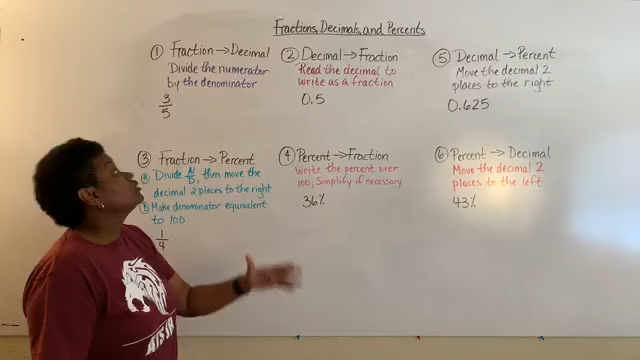 Fractions, Decimals, and Percents
① Fraction → Decimal
Divide the numerator
by the denominator
3/5
② Decimal → Fraction
Read the decimal to
write as a fraction
0.5
⑤ Decimal → Percent
Move the decimal 2
places to the right
0.625
③ Fraction → Percent
ⓐ Divide N/D, then move the
decimal 2 places to the right
ⓑ Make denominator equivalent
to 100
1/4
④ Percent → Fraction
Write the percent over
100; Simplify if necessary
36%
⑥ Percent → Decimal
Move the decimal 2
places to the left
43%